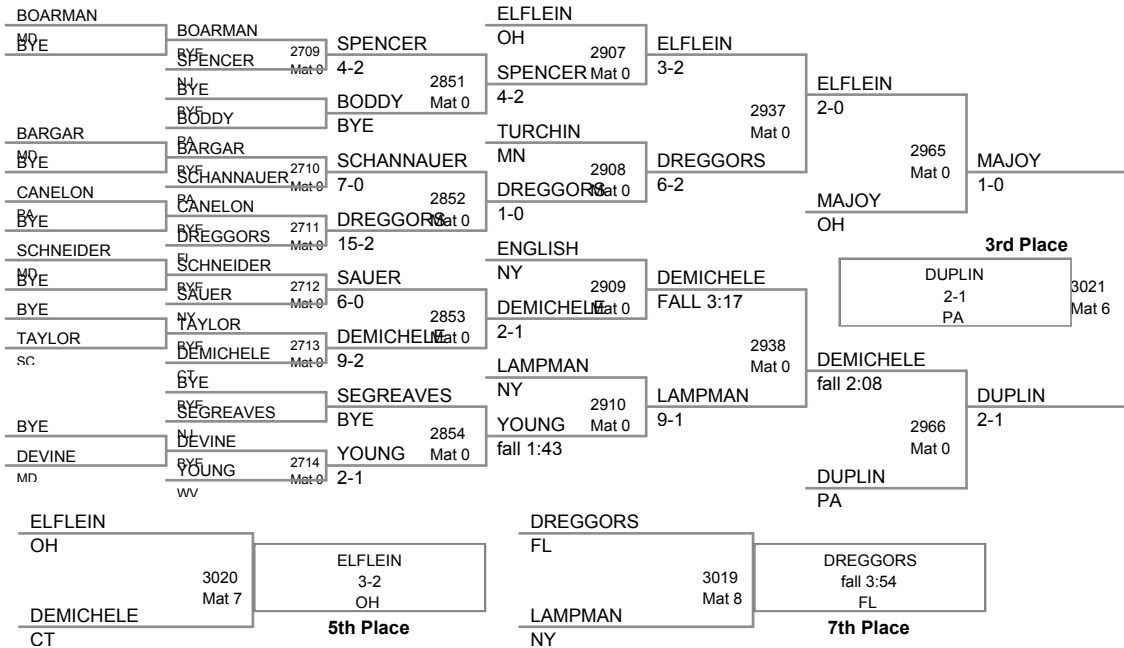 BOARMAN
MD
BYE
BARGAR
MD
BYE
CANELON
PA
BYE
SCHNEIDER
MD
BYE
BYE
TAYLOR
SC
BYE
DEVINE
MD
BOARMAN
BYE
2709
SPENCER
Mat 0
NJ
BYE
BYE
BODDY
PA
BARGAR
BYE
2710
SCHANNAUER
Mat 0
PA
CANELON
BYE
2711
DREGGORS
Mat 0
FL
SCHNEIDER
BYE
2712
SAUER
Mat 0
NY
TAYLOR
BYE
2713
DEMICHELE
Mat 0
CT
BYE
BYE
SEGREAVES
NJ
DEVINE
BYE
2714
YOUNG
Mat 0
WV
SPENCER
4-2
2851
Mat 0
BODDY
BYE
SCHANNAUER
7-0
2852
Mat 0
DREGGORS
15-2
SAUER
6-0
2853
Mat 0
DEMICHELE
9-2
SEGREAVES
BYE
2854
Mat 0
YOUNG
2-1
ELFLEIN
OH
2907
Mat 0
SPENCER
4-2
TURCHIN
MN
2908
Mat 0
DREGGORS
1-0
ENGLISH
NY
2909
Mat 0
DEMICHELE
2-1
LAMPMAN
NY
2910
Mat 0
YOUNG
fall 1:43
ELFLEIN
3-2
2937
Mat 0
DREGGORS
6-2
DEMICHELE
FALL 3:17
2938
Mat 0
LAMPMAN
9-1
ELFLEIN
2-0
2965
Mat 0
MAJOY
OH
DEMICHELE
fall 2:08
2966
Mat 0
DUPLIN
PA
MAJOY
1-0
3rd Place
DUPLIN
2-1
PA
3021
Mat 6
DUPLIN
2-1
ELFLEIN
OH
3020
Mat 7
DEMICHELE
CT
ELFLEIN
3-2
OH
5th Place
DREGGORS
FL
3019
Mat 8
LAMPMAN
NY
DREGGORS
fall 3:54
FL
7th Place